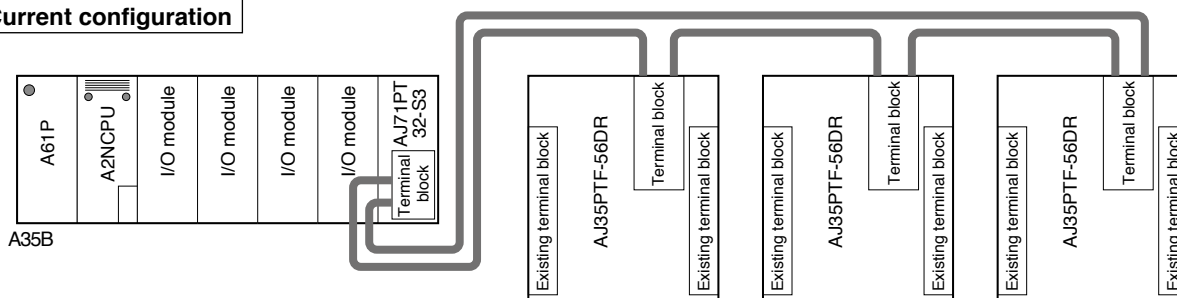 Current configuration
A61P
A2NCPU
I/O module
I/O module
I/O module
I/O module
AJ71PT
32-S3
Terminal
block
A35B
Existing terminal block
AJ35PTF-56DR
Terminal block
Existing terminal block
Existing terminal block
AJ35PTF-56DR
Terminal block
Existing terminal block
Existing terminal block
AJ35PTF-56DR
Terminal block
Existing terminal block